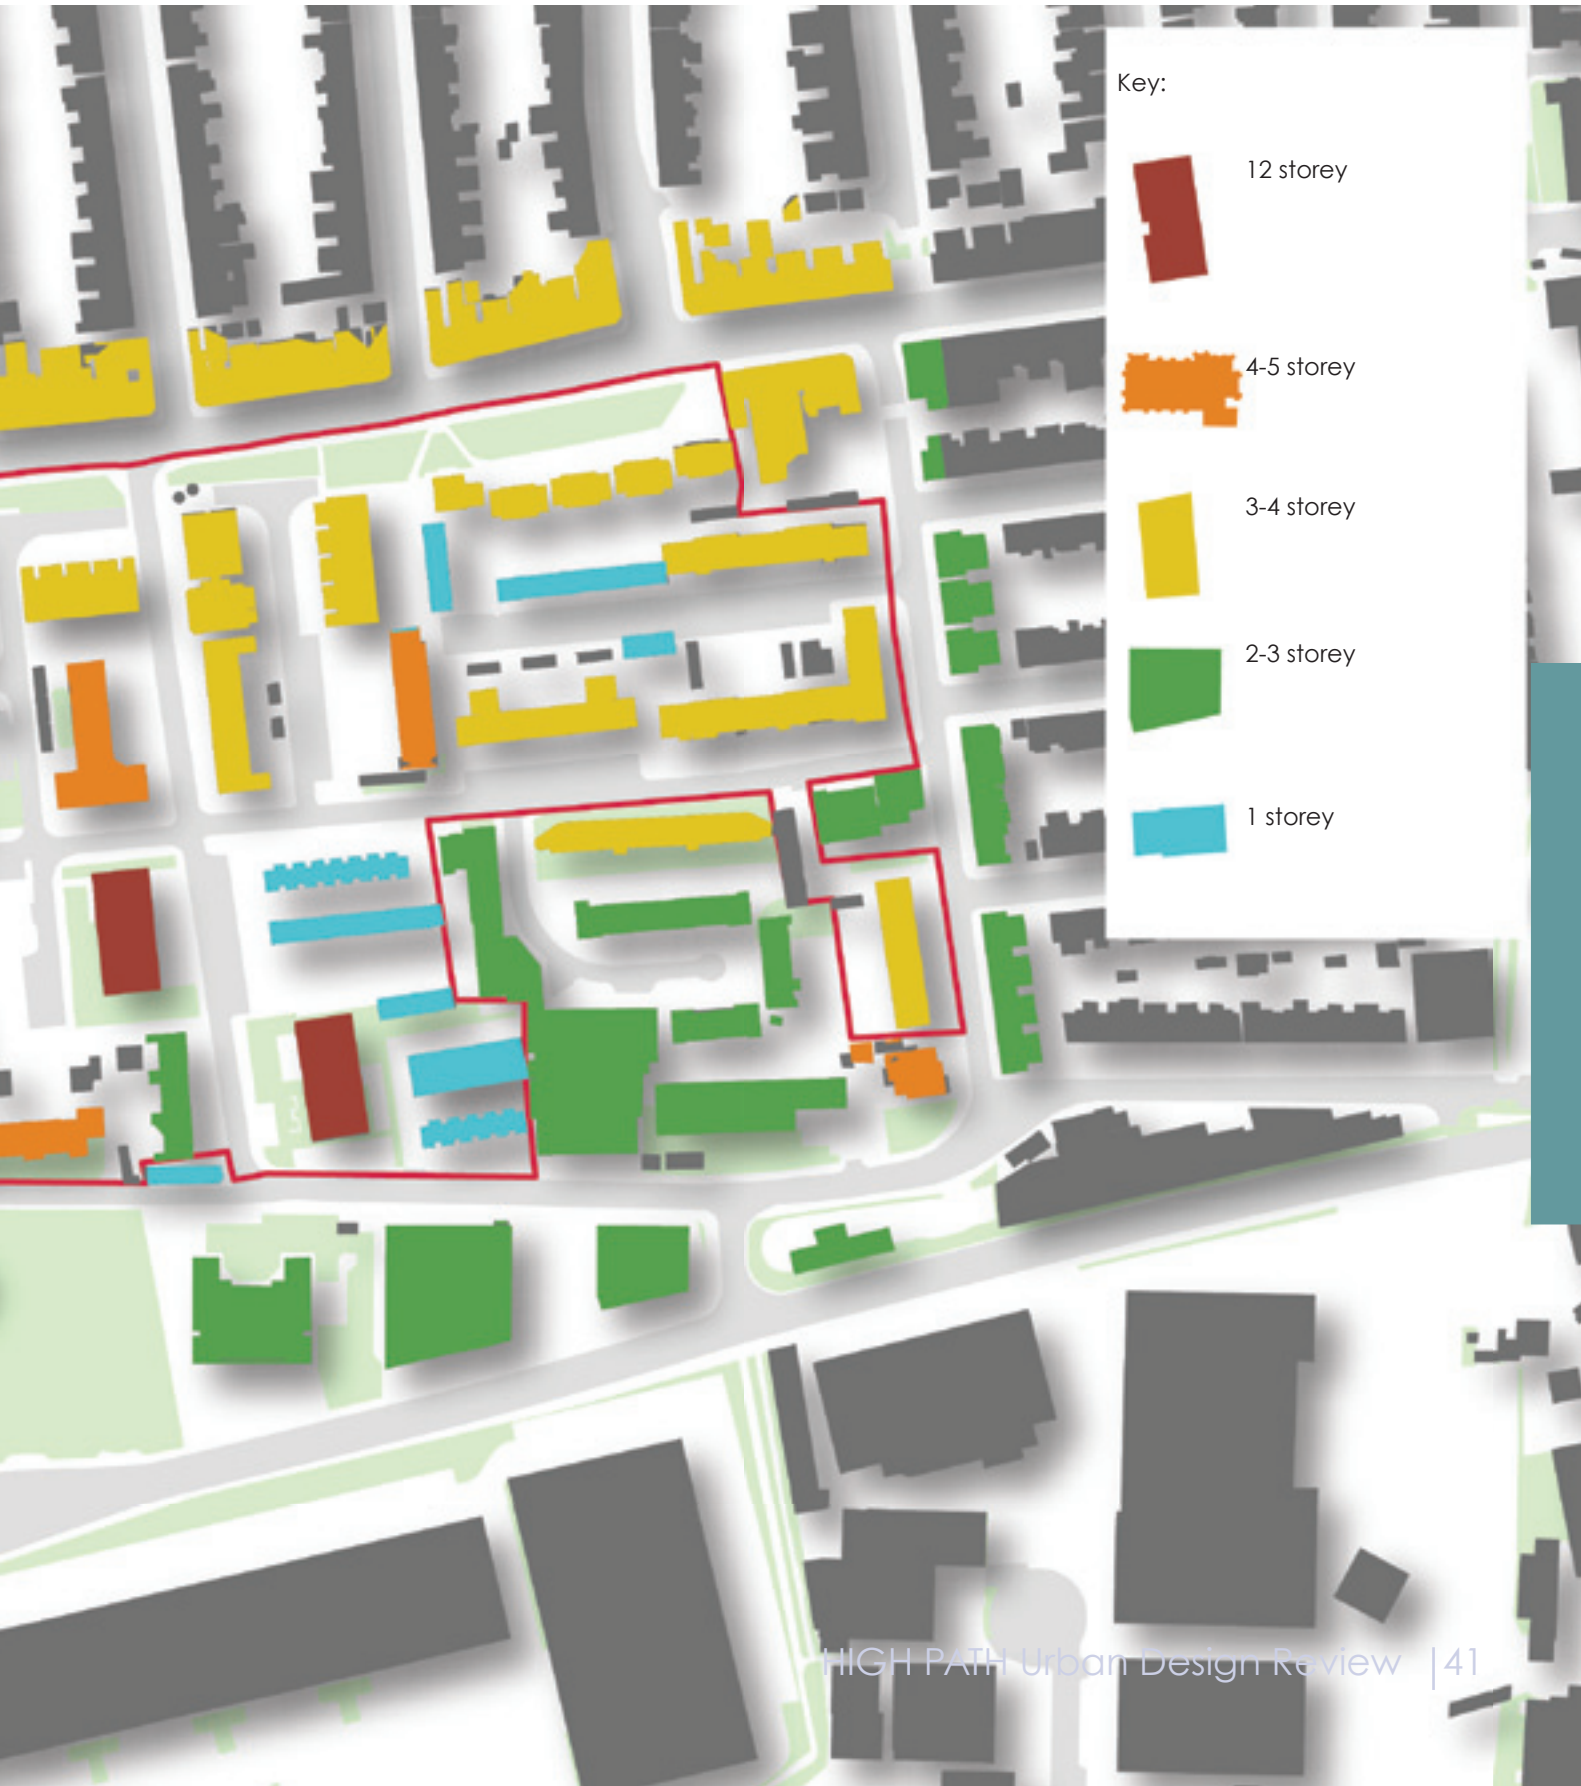 Key:
12 storey
4-5 storey
3-4 storey
2-3 storey
1 storey
HIGH PATH Urban Design Review |41